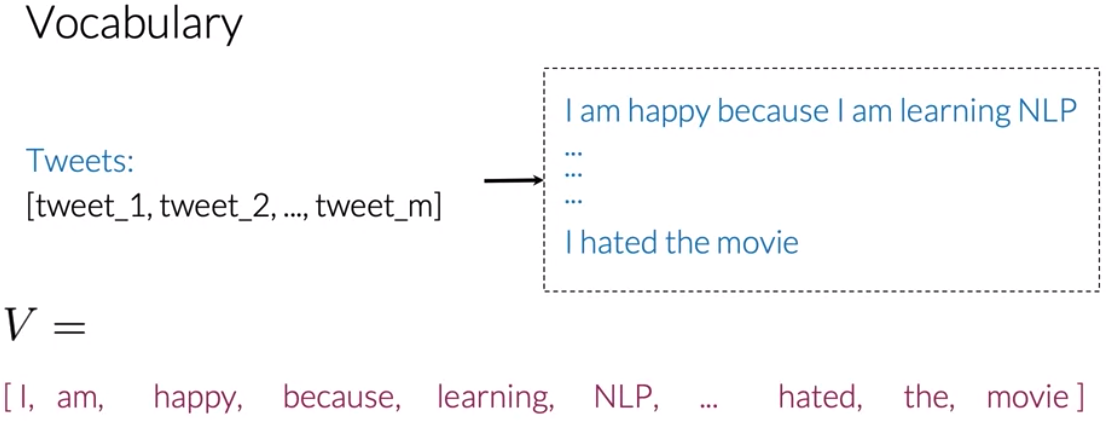 Vocabulary
Tweets:
[tweet_1, tweet_2, ..., tweet_m]
I am happy because I am learning NLP
...
...
...
I hated the movie
V =
[ I, am, happy, because, learning, NLP, ... hated, the, movie ]